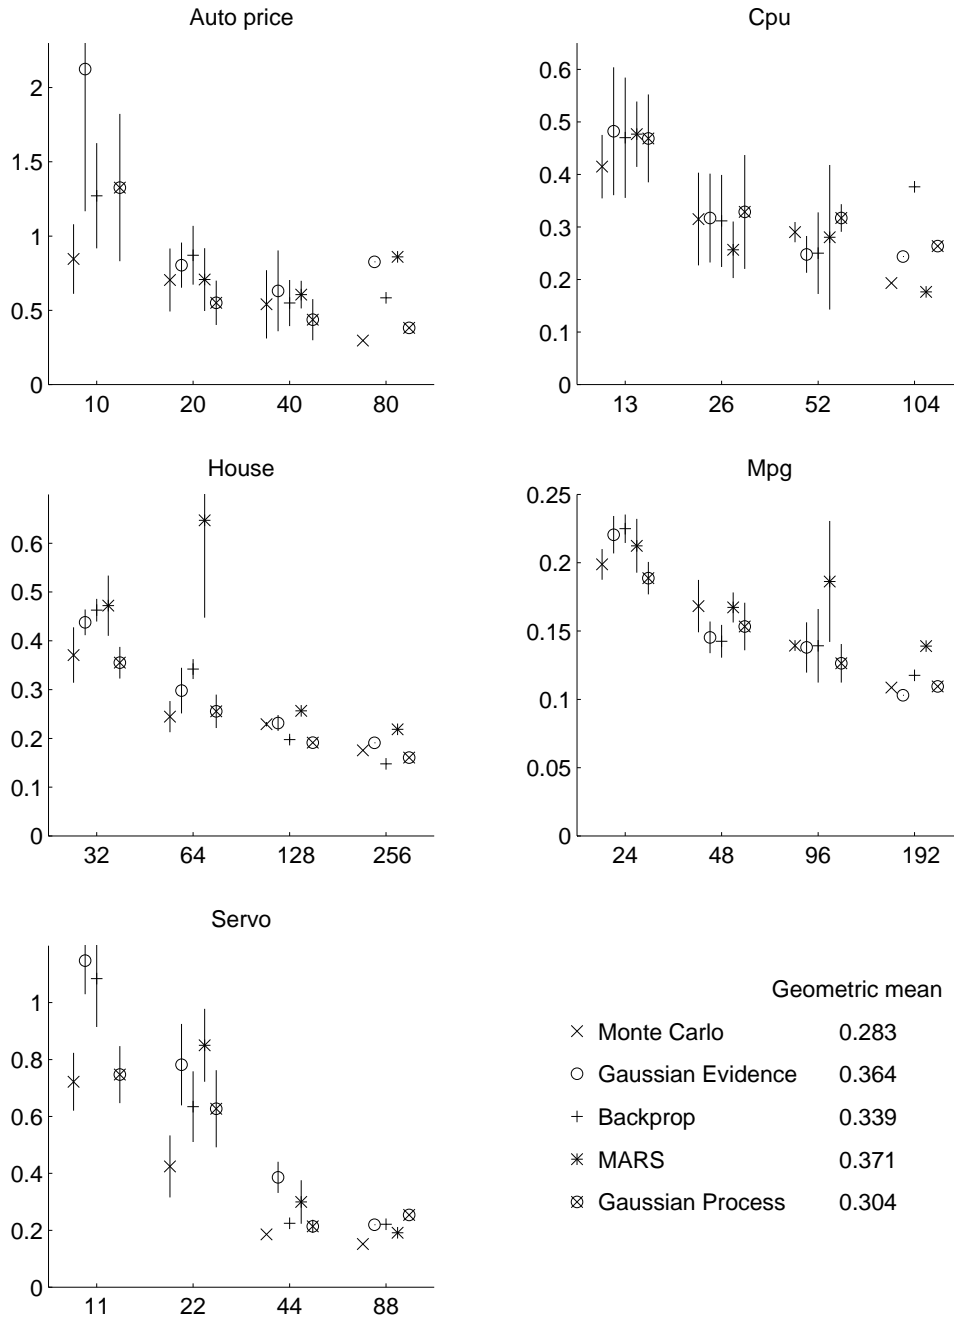 Auto price
2
1.5
1
0.5
0
10 20 40 80
Cpu
0.6
0.5
0.4
0.3
0.2
0.1
0
13 26 52 104
House
0.6
0.5
0.4
0.3
0.2
0.1
0
32 64 128 256
Mpg
0.25
0.2
0.15
0.1
0.05
0
24 48 96 192
Servo
1
0.8
0.6
0.4
0.2
0
11 22 44 88
Geometric mean
Monte Carlo 0.283
Gaussian Evidence 0.364
Backprop 0.339
MARS 0.371
Gaussian Process 0.304